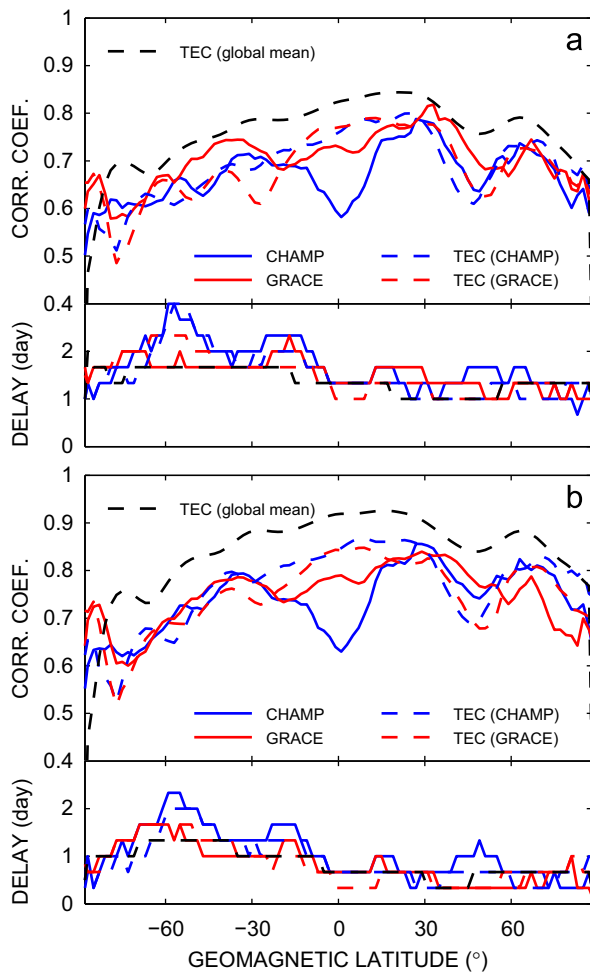 1
a
TEC (global mean)
0.9
0.8
0.7
0.6
0.5
0.4
CORR. COEF.
CHAMP
TEC (CHAMP)
GRACE
TEC (GRACE)
2
1
0
DELAY (day)
1
b
TEC (global mean)
0.9
0.8
0.7
0.6
0.5
0.4
CORR. COEF.
CHAMP
TEC (CHAMP)
GRACE
TEC (GRACE)
2
1
0
DELAY (day)
−60 −30 0 30 60
GEOMAGNETIC LATITUDE (°)